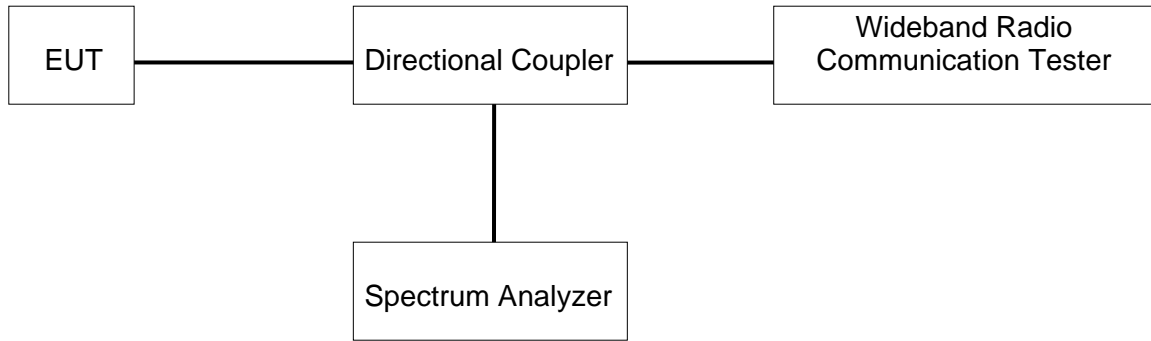 EUT
Directional Coupler
Wideband Radio
Communication Tester
Spectrum Analyzer